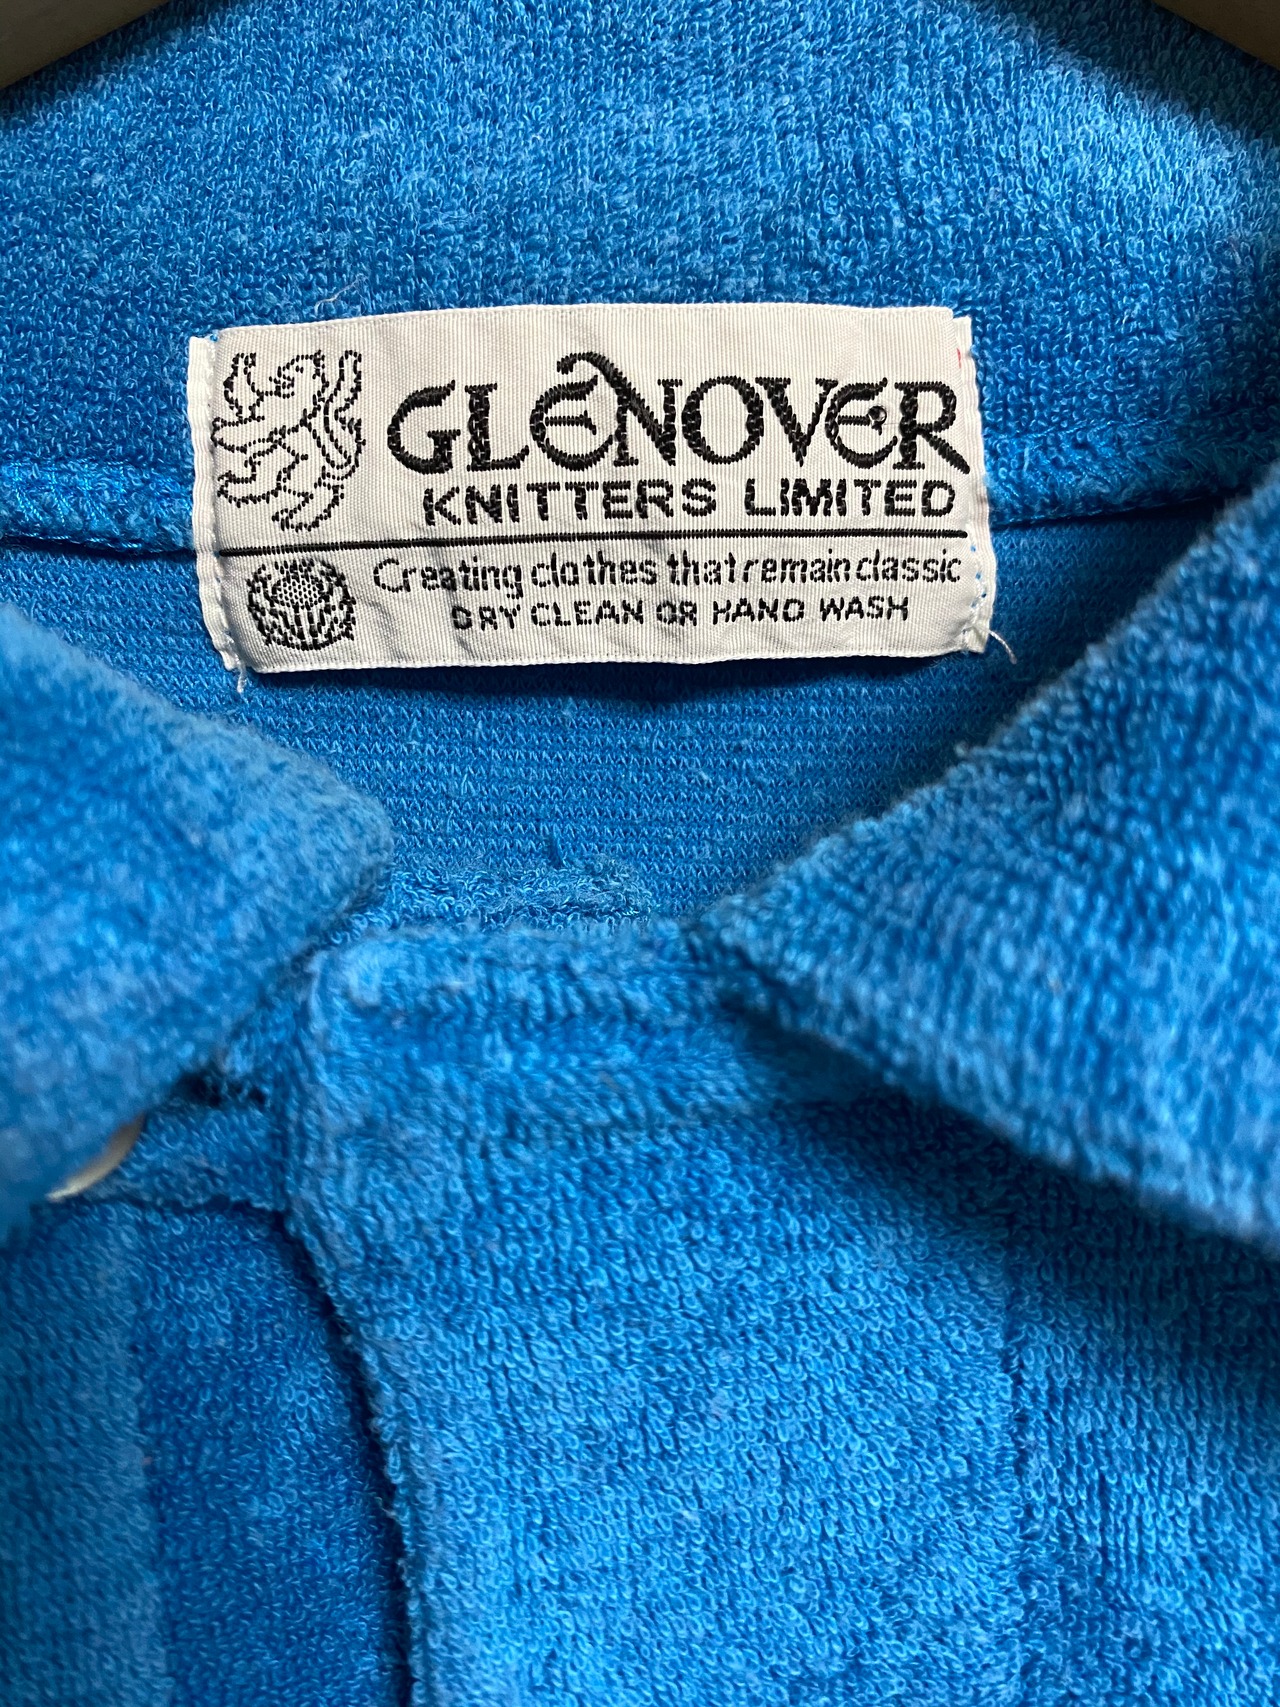 GLENOVER
KNITTERS LIMITED
Creating clothes that remain classic
DRY CLEAN OR HAND WASH